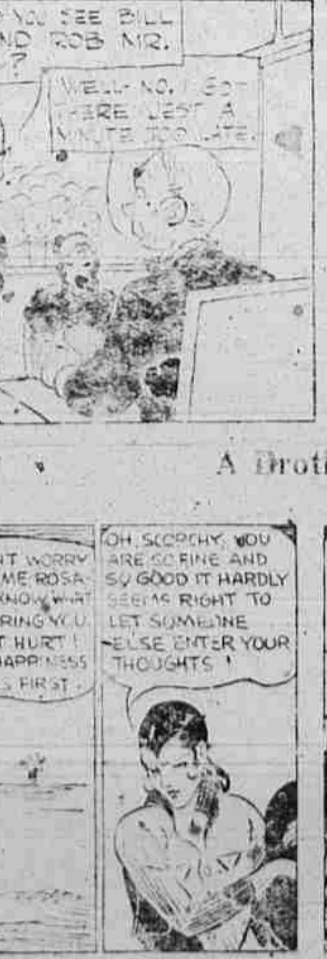 YOU SEE BILL
ND ROB MR.
?
WELL- NO. I GOT
THERE JEST A
MINUTE TOO LATE.
A Brot
NT WORRY
ME ROSA-
KNOW WHAT
RING YOU.
T HURT!
HAPPINESS
S FIRST.
OH, SCORCHY, YOU
ARE SO FINE AND
SO GOOD IT HARDLY
SEEMS RIGHT TO
LET SOMEONE
ELSE ENTER YOUR
THOUGHTS!